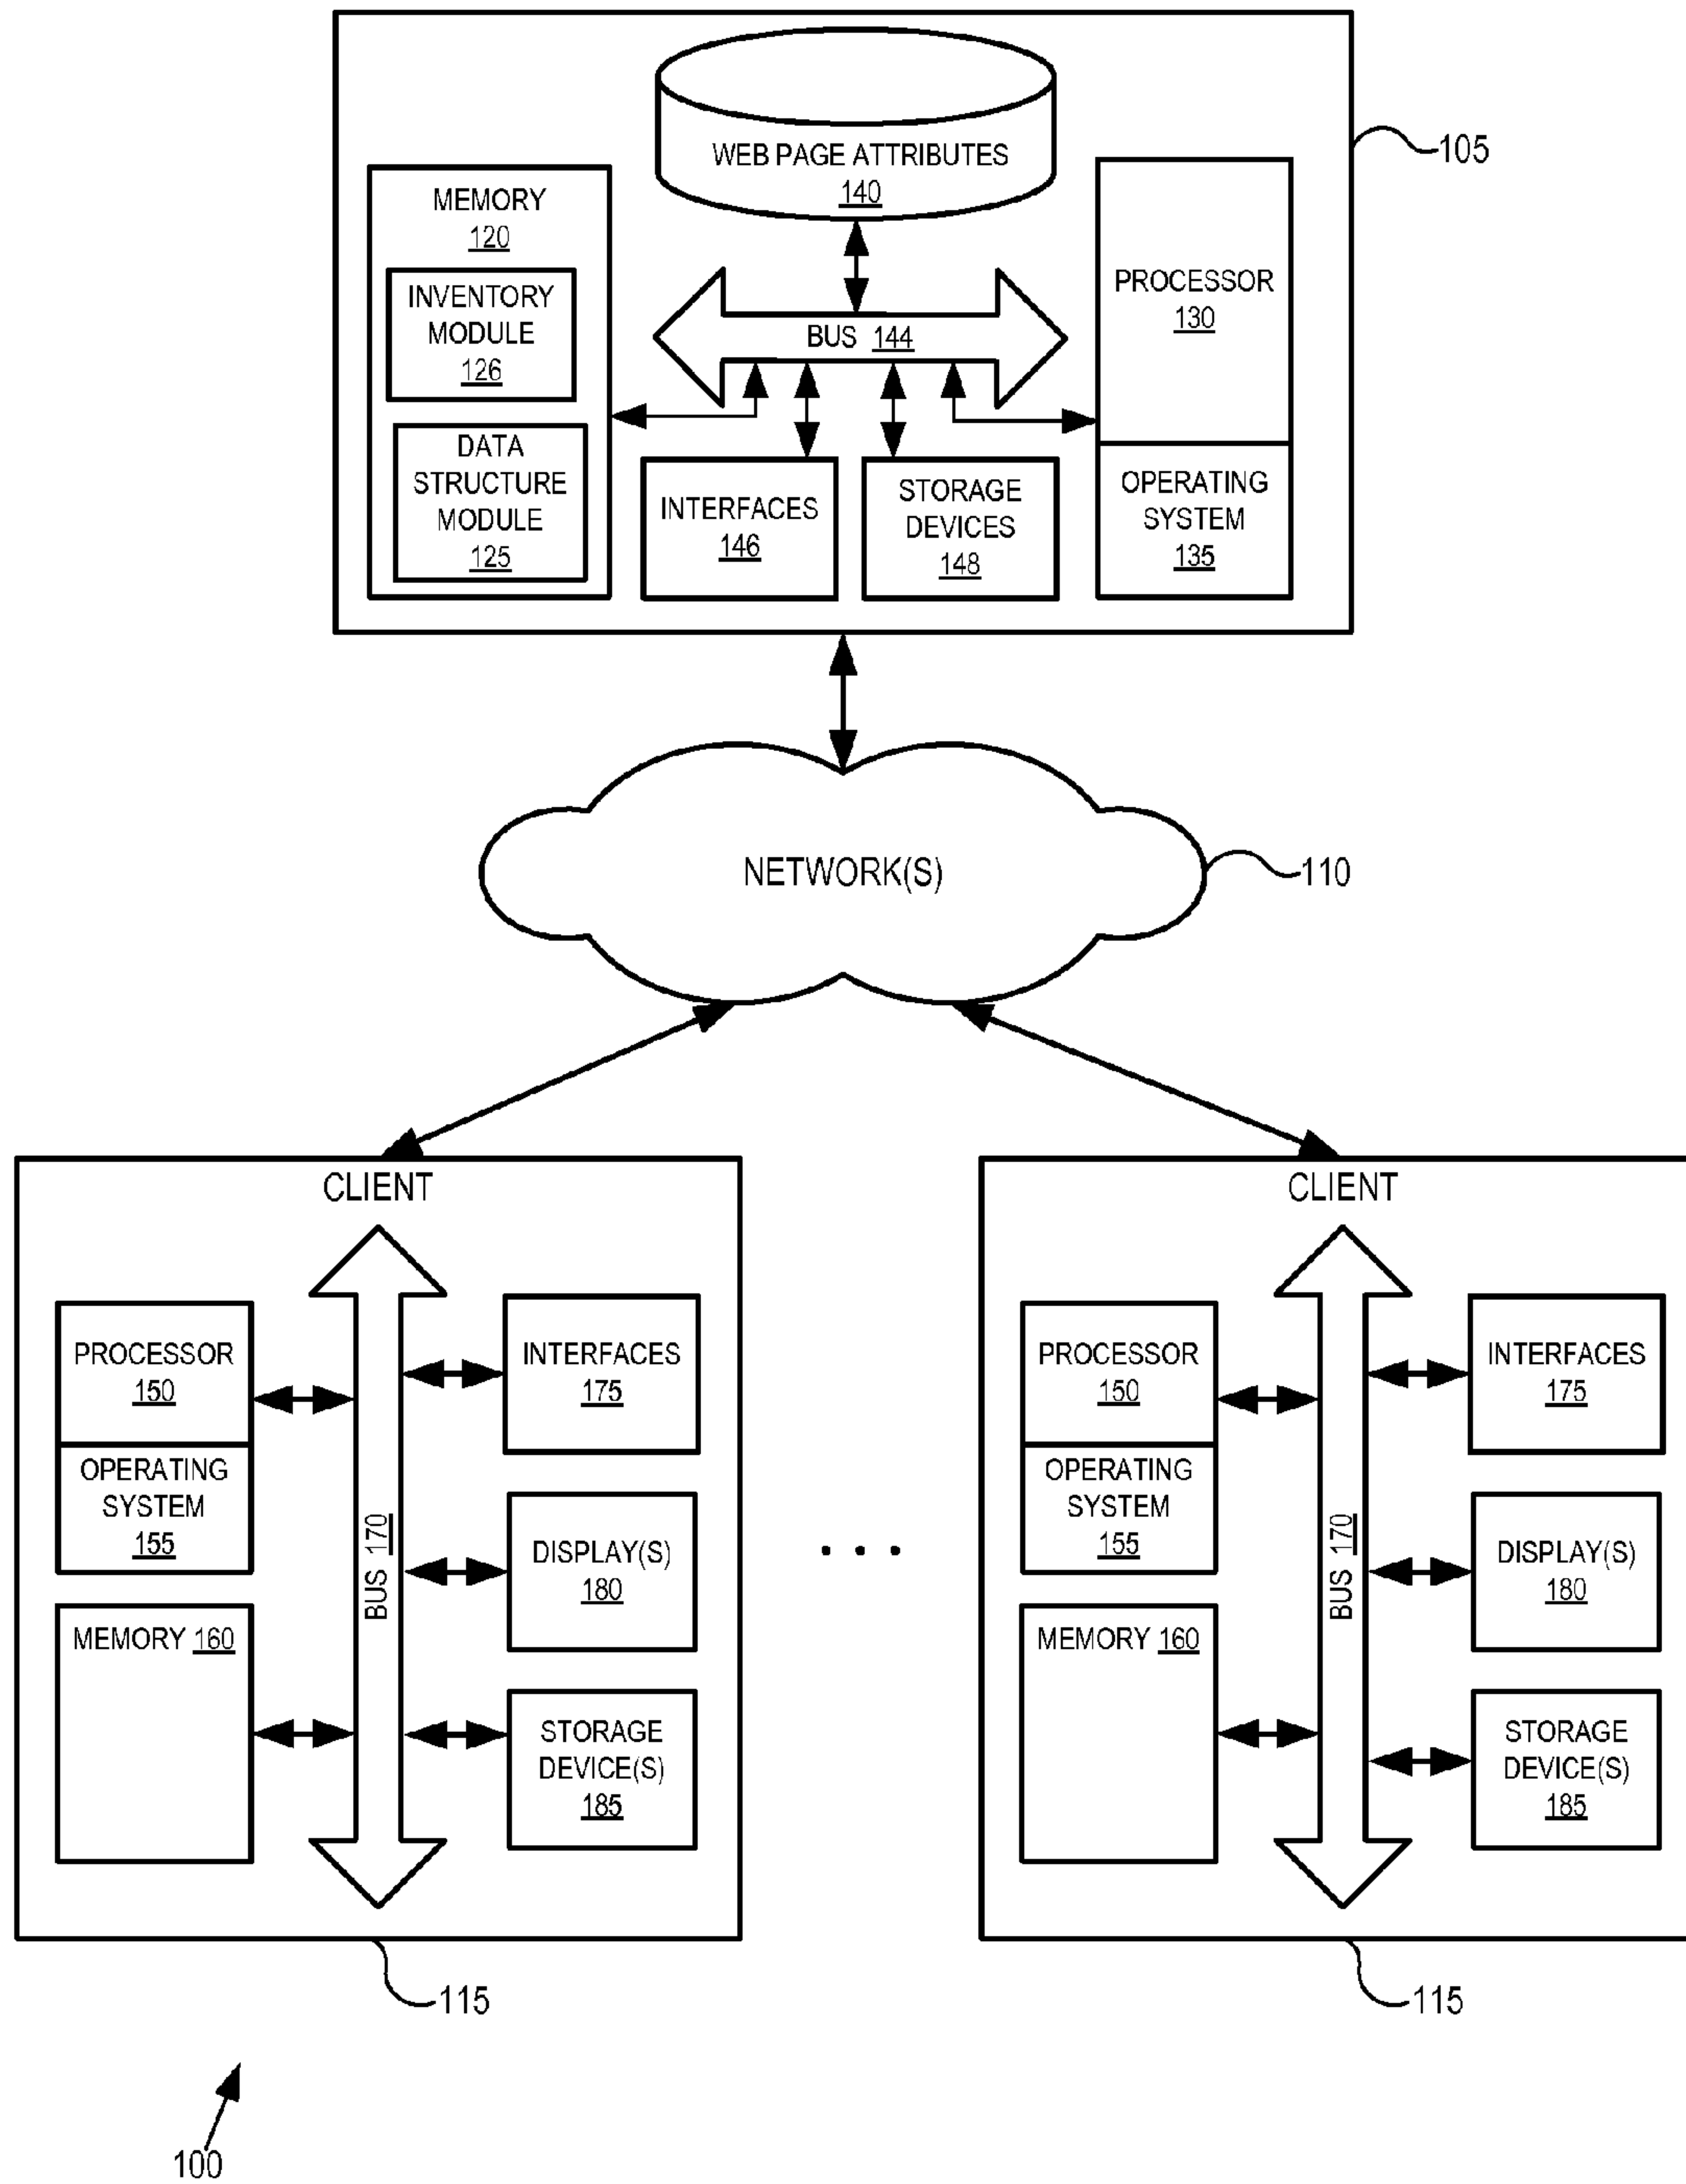 WEB PAGE ATTRIBUTES
140
105
MEMORY
120
INVENTORY
MODULE
126
DATA
STRUCTURE
MODULE
125
BUS 144
PROCESSOR
130
OPERATING
SYSTEM
135
INTERFACES
146
STORAGE
DEVICES
148
NETWORK(S)
110
CLIENT
PROCESSOR
150
OPERATING
SYSTEM
155
MEMORY 160
BUS 170
INTERFACES
175
DISPLAY(S)
180
STORAGE
DEVICE(S)
185
115
. . .
CLIENT
PROCESSOR
150
OPERATING
SYSTEM
155
MEMORY 160
BUS 170
INTERFACES
175
DISPLAY(S)
180
STORAGE
DEVICE(S)
185
115
100